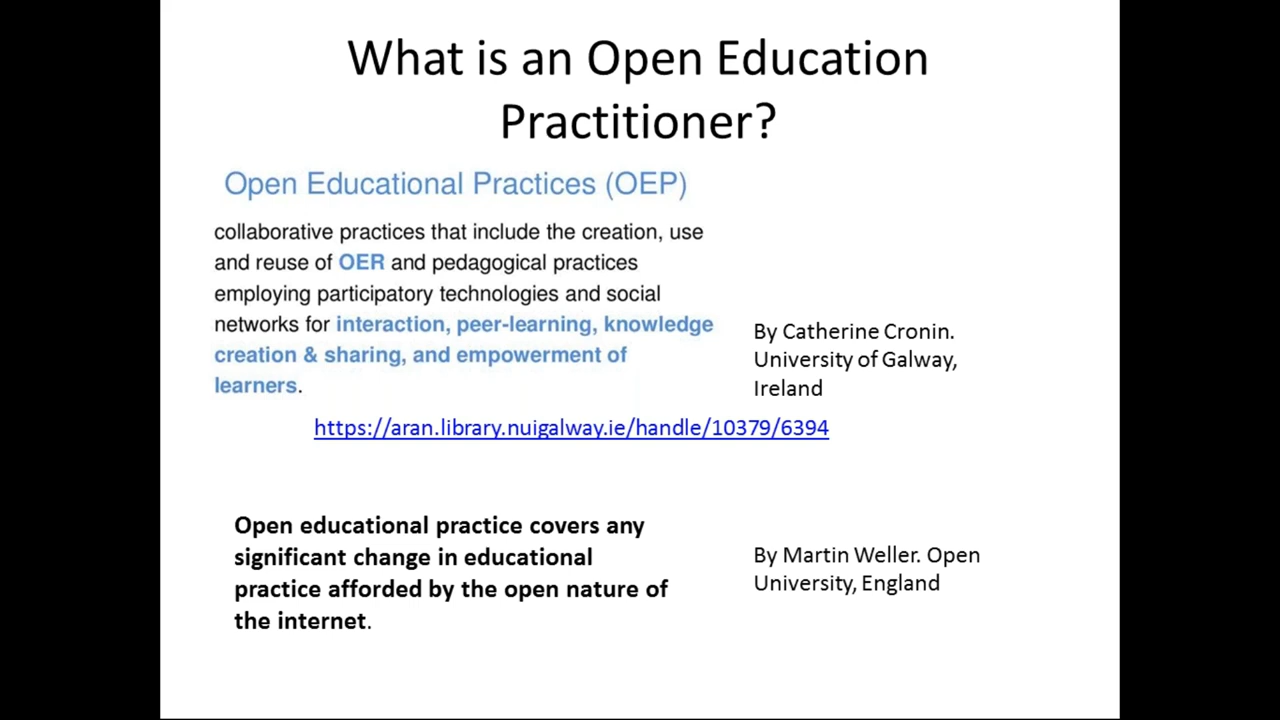 What is an Open Education
Practitioner?
Open Educational Practices (OEP)
collaborative practices that include the creation, use
and reuse of OER and pedagogical practices
employing participatory technologies and social
networks for interaction, peer-learning, knowledge
creation & sharing, and empowerment of
learners.
By Catherine Cronin.
University of Galway,
Ireland
https://aran.library.nuigalway.ie/handle/10379/6394
Open educational practice covers any
significant change in educational
practice afforded by the open nature of
the internet.
By Martin Weller. Open
University, England